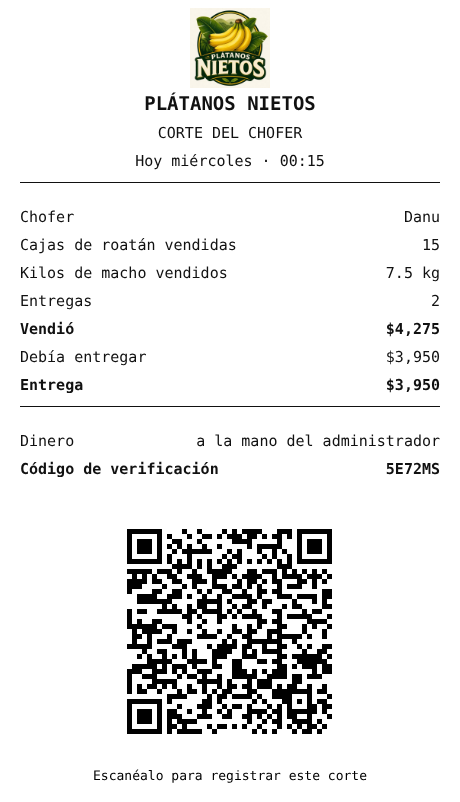 PLÁTANOS
NIETOS
PLÁTANOS NIETOS
CORTE DEL CHOFER
Hoy miércoles · 00:15
Chofer Danu
Cajas de roatán vendidas 15
Kilos de macho vendidos 7.5 kg
Entregas 2
Vendió $4,275
Debía entregar $3,950
Entrega $3,950
Dinero a la mano del administrador
Código de verificación 5E72MS
Escanéalo para registrar este corte